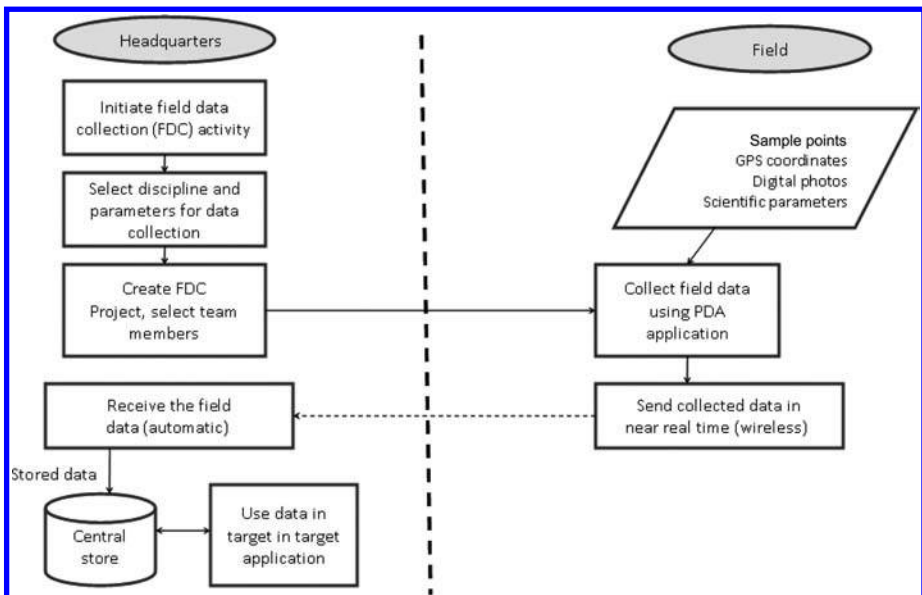 Headquarters
Initiate field data
collection (FDC) activity
Select discipline and
parameters for data
collection
Create FDC
Project, select team
members
Receive the field
data (automatic)
Stored data
Central
store
Use data in
target in target
application
Field
Sample points
GPS coordinates
Digital photos
Scientific parameters
Collect field data
using PDA
application
Send collected data in
near real time (wireless)